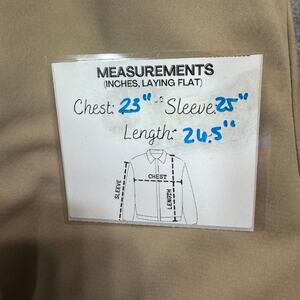 MEASUREMENTS
(INCHES, LAYING FLAT)
Chest: 23" Sleeve: 25"
Length: 24.5"
CHEST
SLEEVE
LENGTH